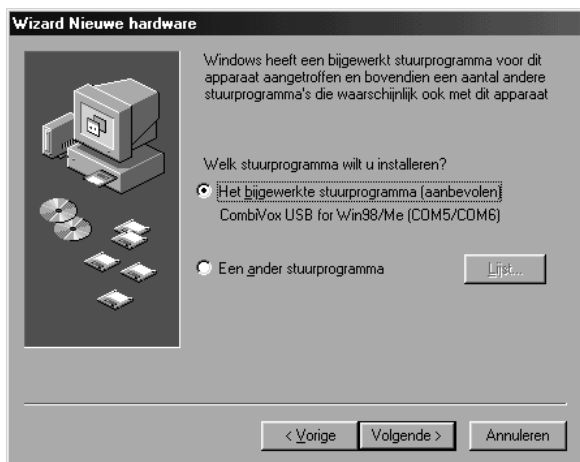 Wizard Nieuwe hardware
Windows heeft een bijgewerkt stuurprogramma voor dit
apparaat aangetroffen en bovendien een aantal andere
stuurprogramma's die waarschijnlijk ook met dit apparaat
Welk stuurprogramma wilt u installeren?
Het bijgewerkte stuurprogramma (aanbevolen)
CombiVox USB for Win98/Me (COM5/COM6)
Een ander stuurprogramma Lijst...
< Vorige Volgende > Annuleren